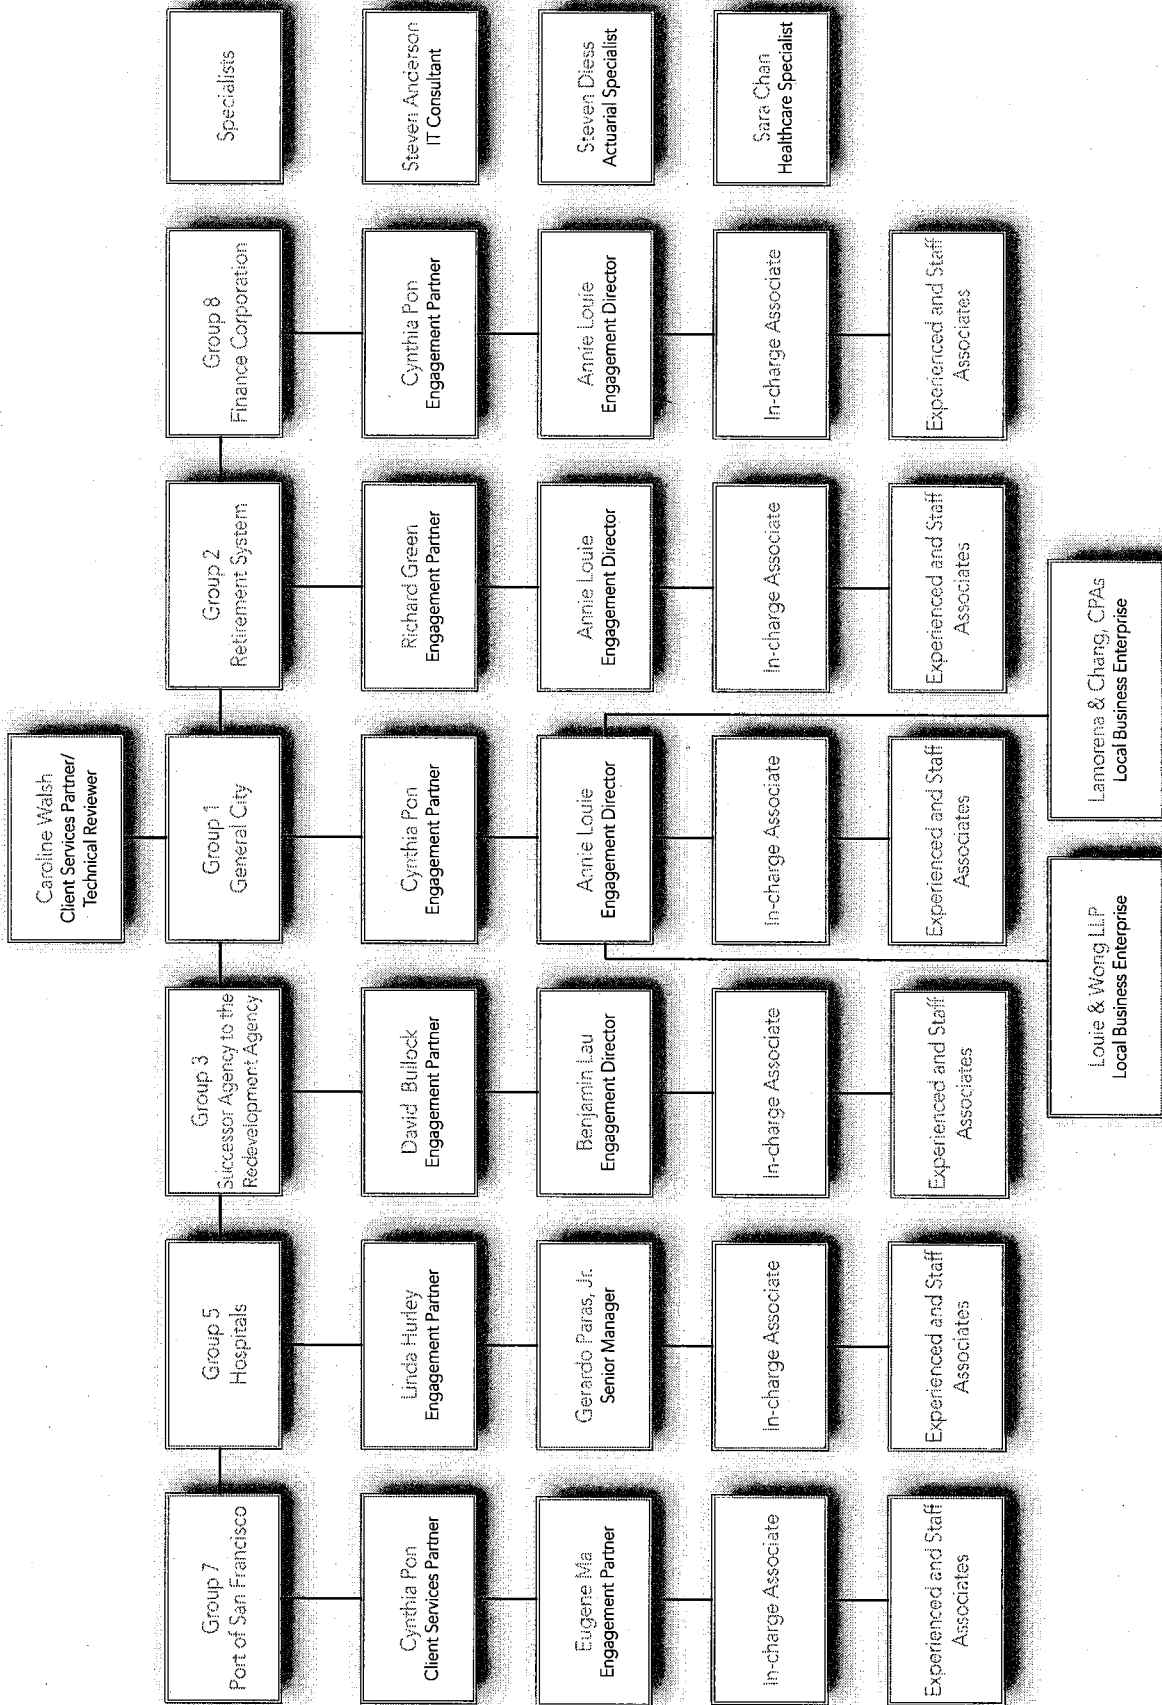 Caroline Walsh
Client Services Partner/
Technical Reviewer
Group 7
Port of San Francisco
Group 5
Hospitals
Group 3
Successor Agency to the
Redevelopment Agency
Group 1
General City
Group 2
Retirement System
Group 8
Finance Corporation
Specialists
Cynthia Pon
Client Services Partner
Linda Hurley
Engagement Partner
David Bullock
Engagement Partner
Cynthia Pon
Engagement Partner
Richard Green
Engagement Partner
Cynthia Pon
Engagement Partner
Steven Anderson
IT Consultant
Eugene Ma
Engagement Partner
Gerardo Paras, Jr.
Senior Manager
Benjamin Lau
Engagement Director
Annie Louie
Engagement Director
Annie Louie
Engagement Director
Annie Louie
Engagement Director
Steven Diess
Actuarial Specialist
In-charge Associate
In-charge Associate
In-charge Associate
In-charge Associate
In-charge Associate
In-charge Associate
Sara Chan
Healthcare Specialist
Experienced and Staff
Associates
Experienced and Staff
Associates
Experienced and Staff
Associates
Experienced and Staff
Associates
Experienced and Staff
Associates
Experienced and Staff
Associates
Louie & Wong LLP
Local Business Enterprise
Lamorena & Chang, CPAs
Local Business Enterprise